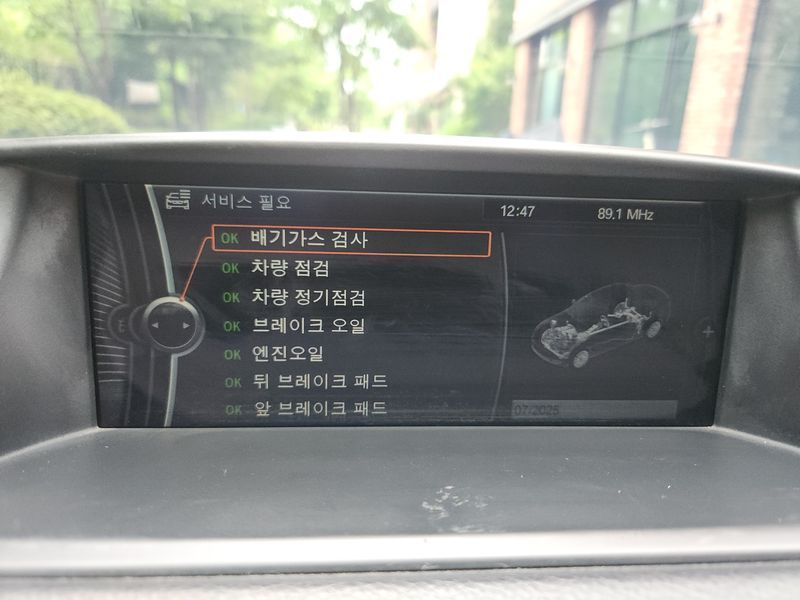 서비스 필요
12:47
89.1 MHz
OK 배기가스 검사
OK 차량 점검
OK 차량 정기점검
OK 브레이크 오일
OK 엔진오일
OK 뒤 브레이크 패드
OK 앞 브레이크 패드
07/2025